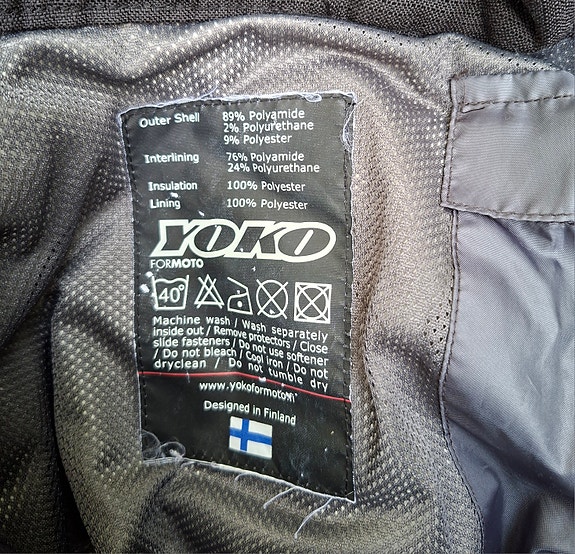 Outer Shell 89% Polyamide
2% Polyurethane
9% Polyester
Interlining 76% Polyamide
24% Polyurethane
Insulation 100% Polyester
Lining 100% Polyester
YOKO
FORMOTO
40°
Machine wash / Wash separately
inside out / Remove protectors / Close
slide fasteners / Do not use softener
/ Do not bleach / Cool iron / Do not
dryclean / Do not tumble dry
www.yokoformoto.fi
Designed in Finland